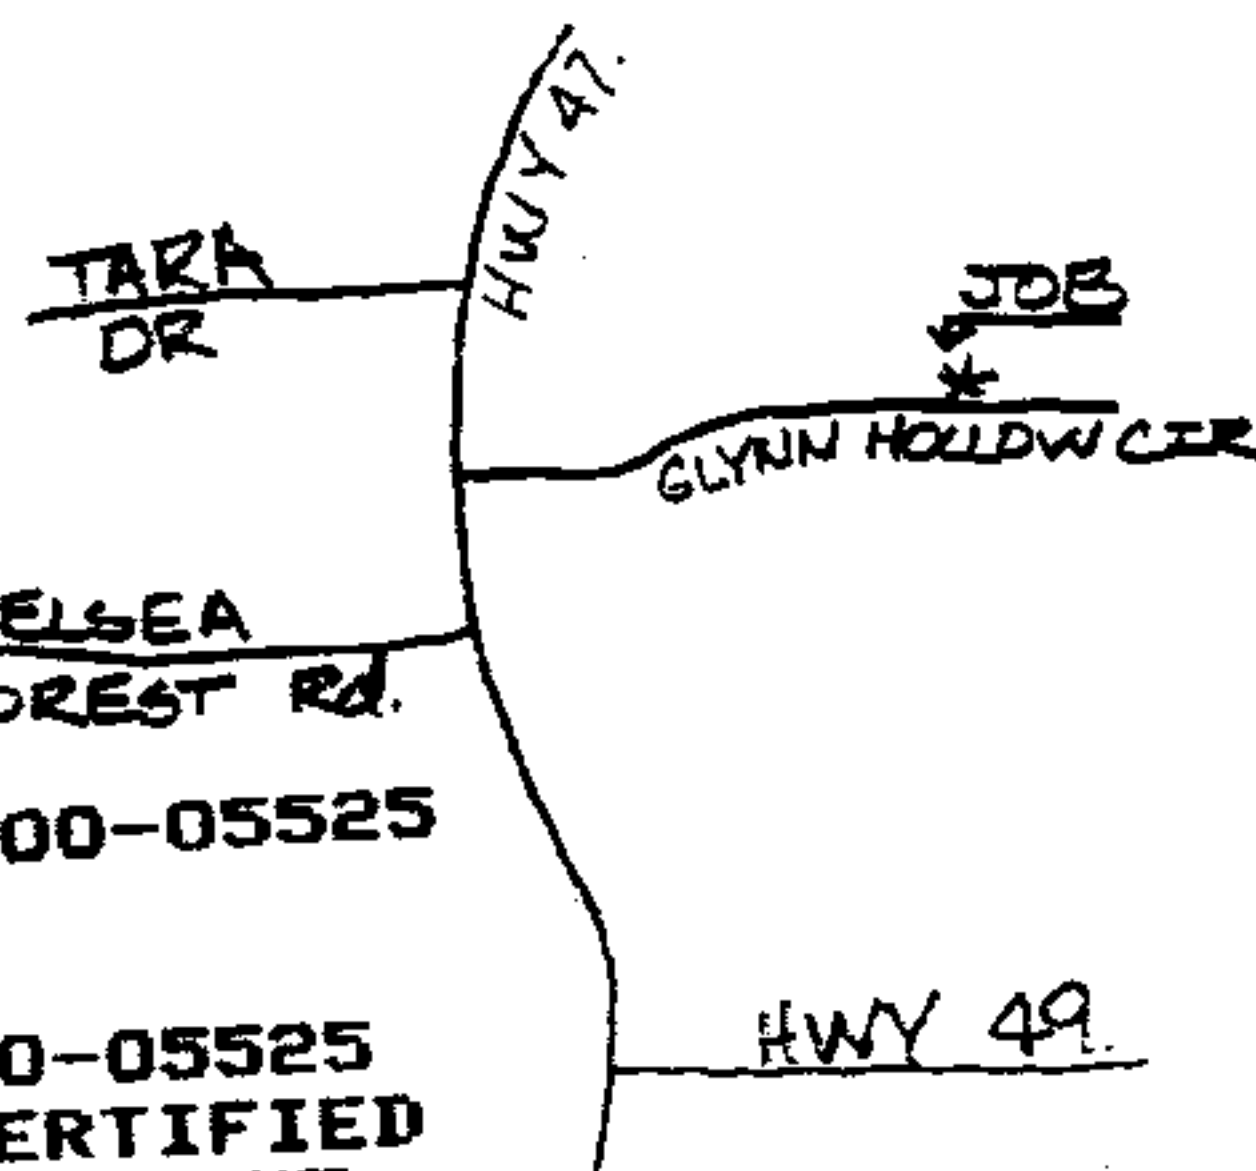 HWY 47.
TARA
DR
JOB
GLYNN HOLLOW CIR
ELSEA
OREST Rd.
00-05525
HWY 49.
0-05525
ERTIFIED